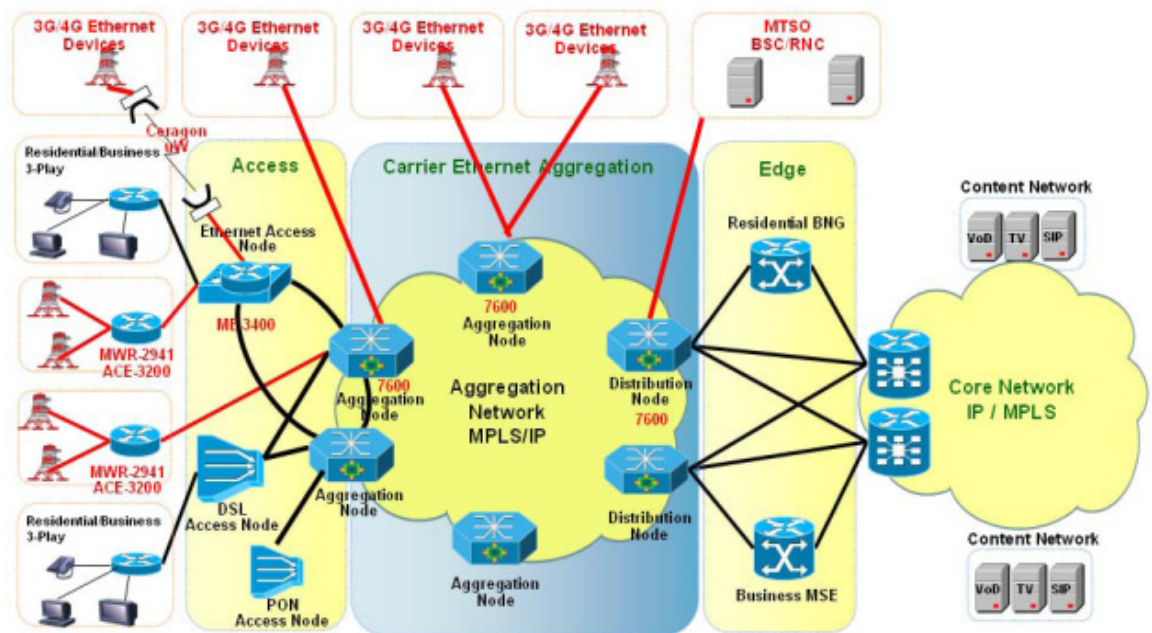 3G/4G Ethernet
Devices
3G/4G Ethernet
Devices
3G/4G Ethernet
Devices
3G/4G Ethernet
Devices
MTSO
BSC/RNC
Ceragon
uW
Residential/Business
3-Play
Access
Carrier Ethernet Aggregation
Edge
Content Network
VoD
TV
SIP
Ethernet Access
Node
Residential BNG
ME-3400
7600
Aggregation
Node
MWR-2941
ACE-3200
7600
Aggregation
Node
Aggregation
Network
MPLS/IP
Distribution
Node
7600
Core Network
IP / MPLS
MWR-2941
ACE-3200
DSL
Access Node
Aggregation
Node
Distribution
Node
Residential/Business
3-Play
Aggregation
Node
PON
Access Node
Business MSE
Content Network
VoD
TV
SIP